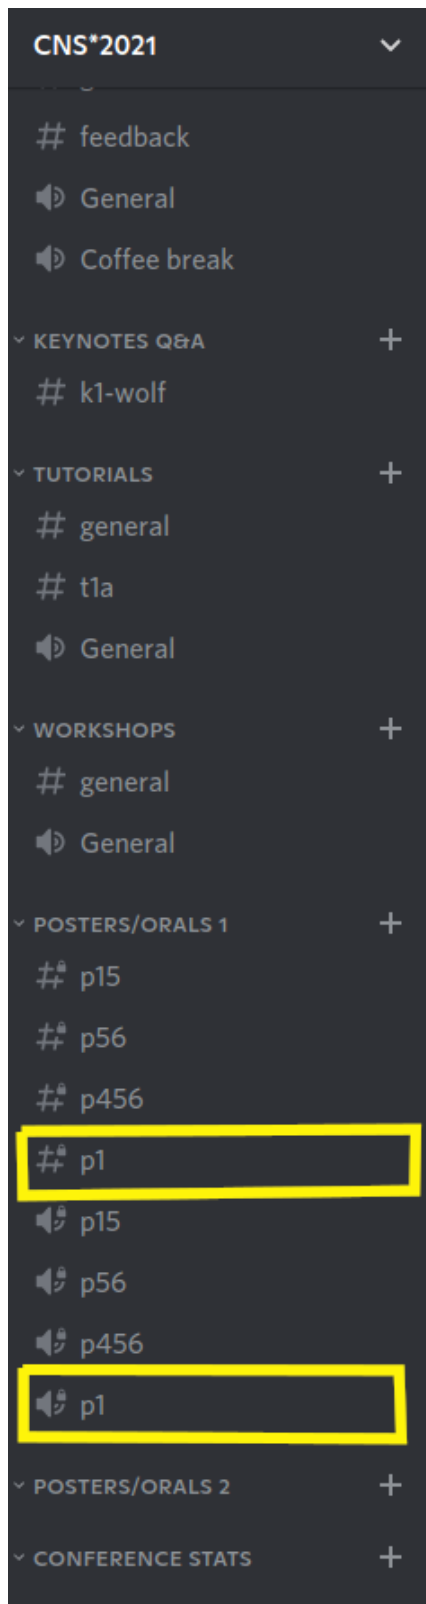 CNS*2021
feedback
General
Coffee break
KEYNOTES Q&A
k1-wolf
TUTORIALS
general
t1a
General
WORKSHOPS
general
General
POSTERS/ORALS 1
p15
p56
p456
p1
p15
p56
p456
p1
POSTERS/ORALS 2
CONFERENCE STATS